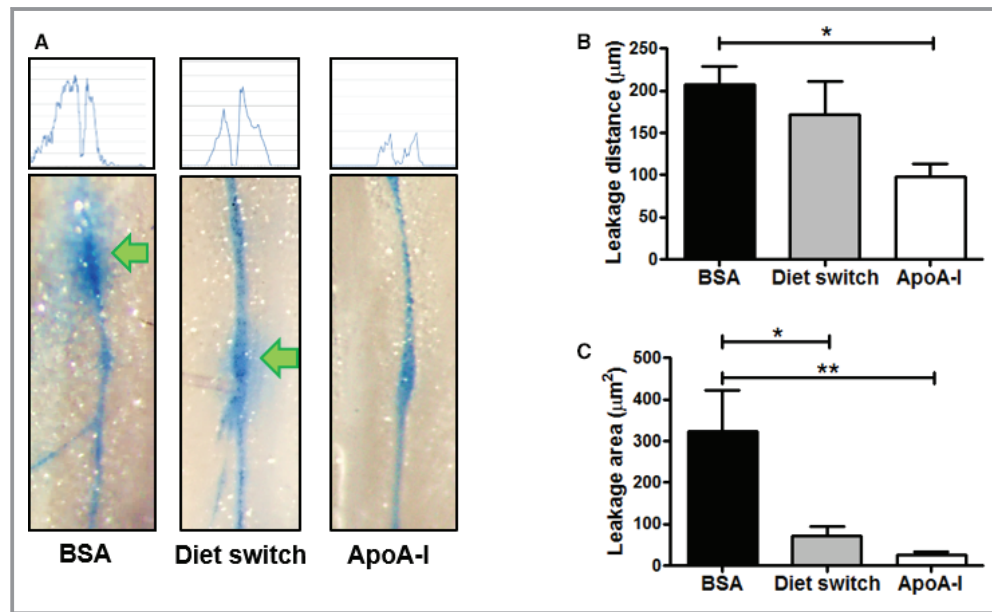 A
BSA
Diet switch
ApoA-I
B
*
Leakage distance (μm)
250
200
150
100
50
0
BSA
Diet switch
ApoA-I
C
*
**
Leakage area (μm²)
500
400
300
200
100
0
BSA
Diet switch
ApoA-I